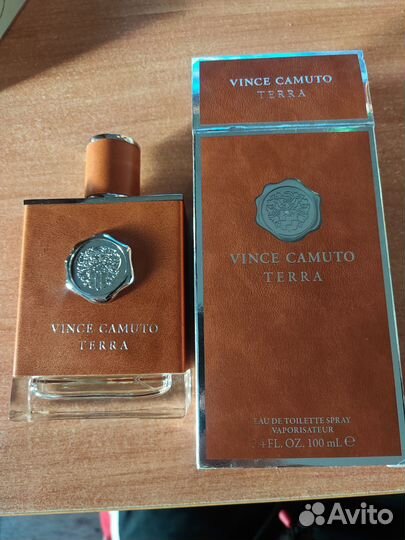 VINCE CAMUTO
TERRA
VINCE CAMUTO
TERRA
VINCE CAMUTO
TERRA
EAU DE TOILETTE SPRAY
VAPORISATEUR
FL. OZ. 100 mL ℮
Avito